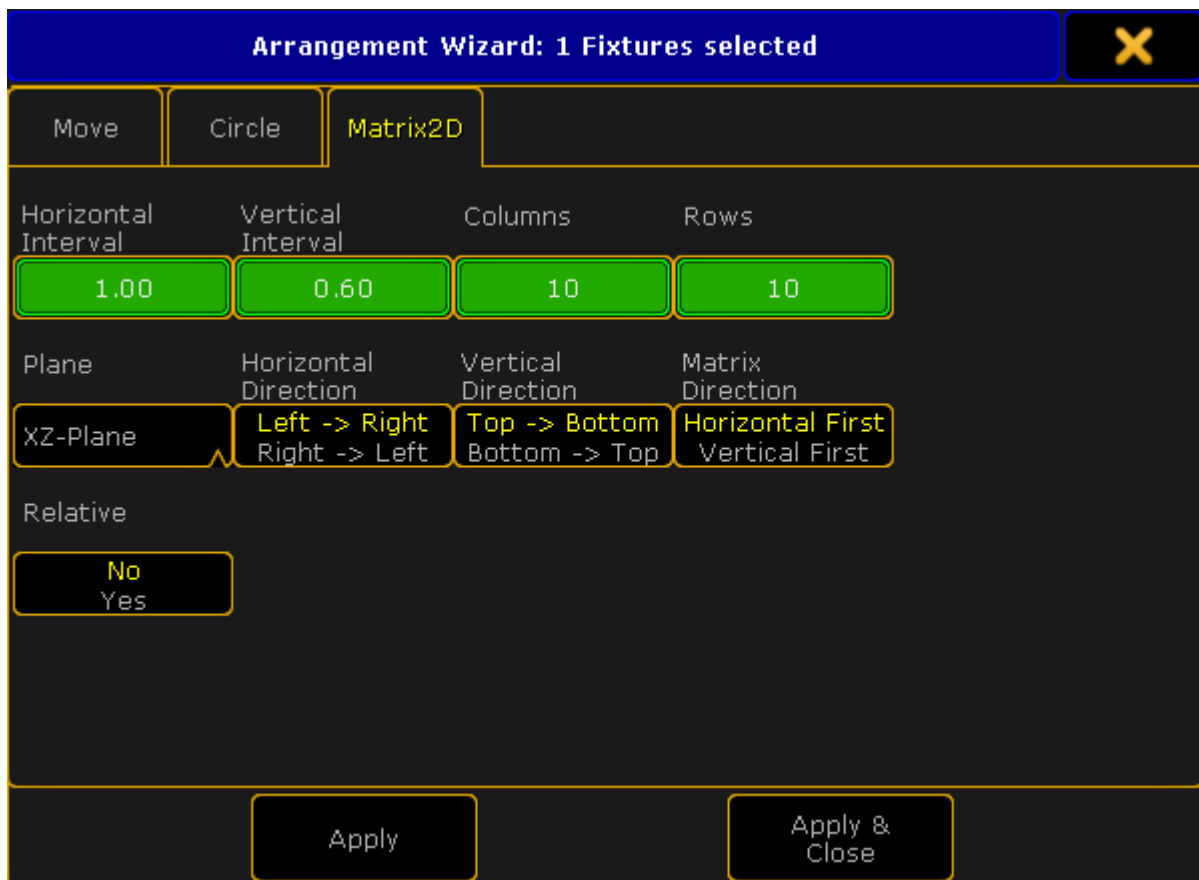 Arrangement Wizard: 1 Fixtures selected
Move
Circle
Matrix2D
Horizontal
Interval
Vertical
Interval
Columns
Rows
1.00
0.60
10
10
Plane
Horizontal
Direction
Vertical
Direction
Matrix
Direction
XZ-Plane
Left -> Right
Right -> Left
Top -> Bottom
Bottom -> Top
Horizontal First
Vertical First
Relative
No
Yes
Apply
Apply &
Close